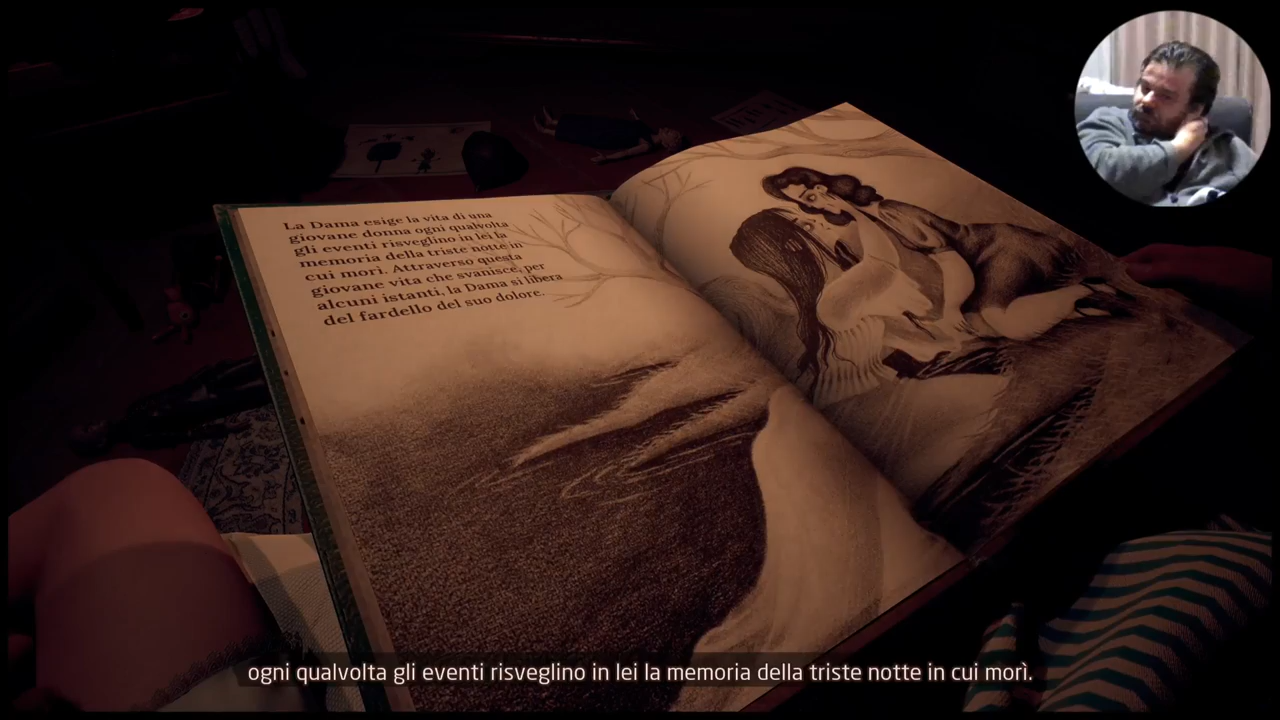 La Dama esige la vita di una
giovane donna ogni qualvolta
gli eventi risveglino in lei la
memoria della triste notte in
cui morì. Attraverso questa
giovane vita che svanisce, per
alcuni istanti, la Dama si libera
del fardello del suo dolore.
ogni qualvolta gli eventi risveglino in lei la memoria della triste notte in cui morì.